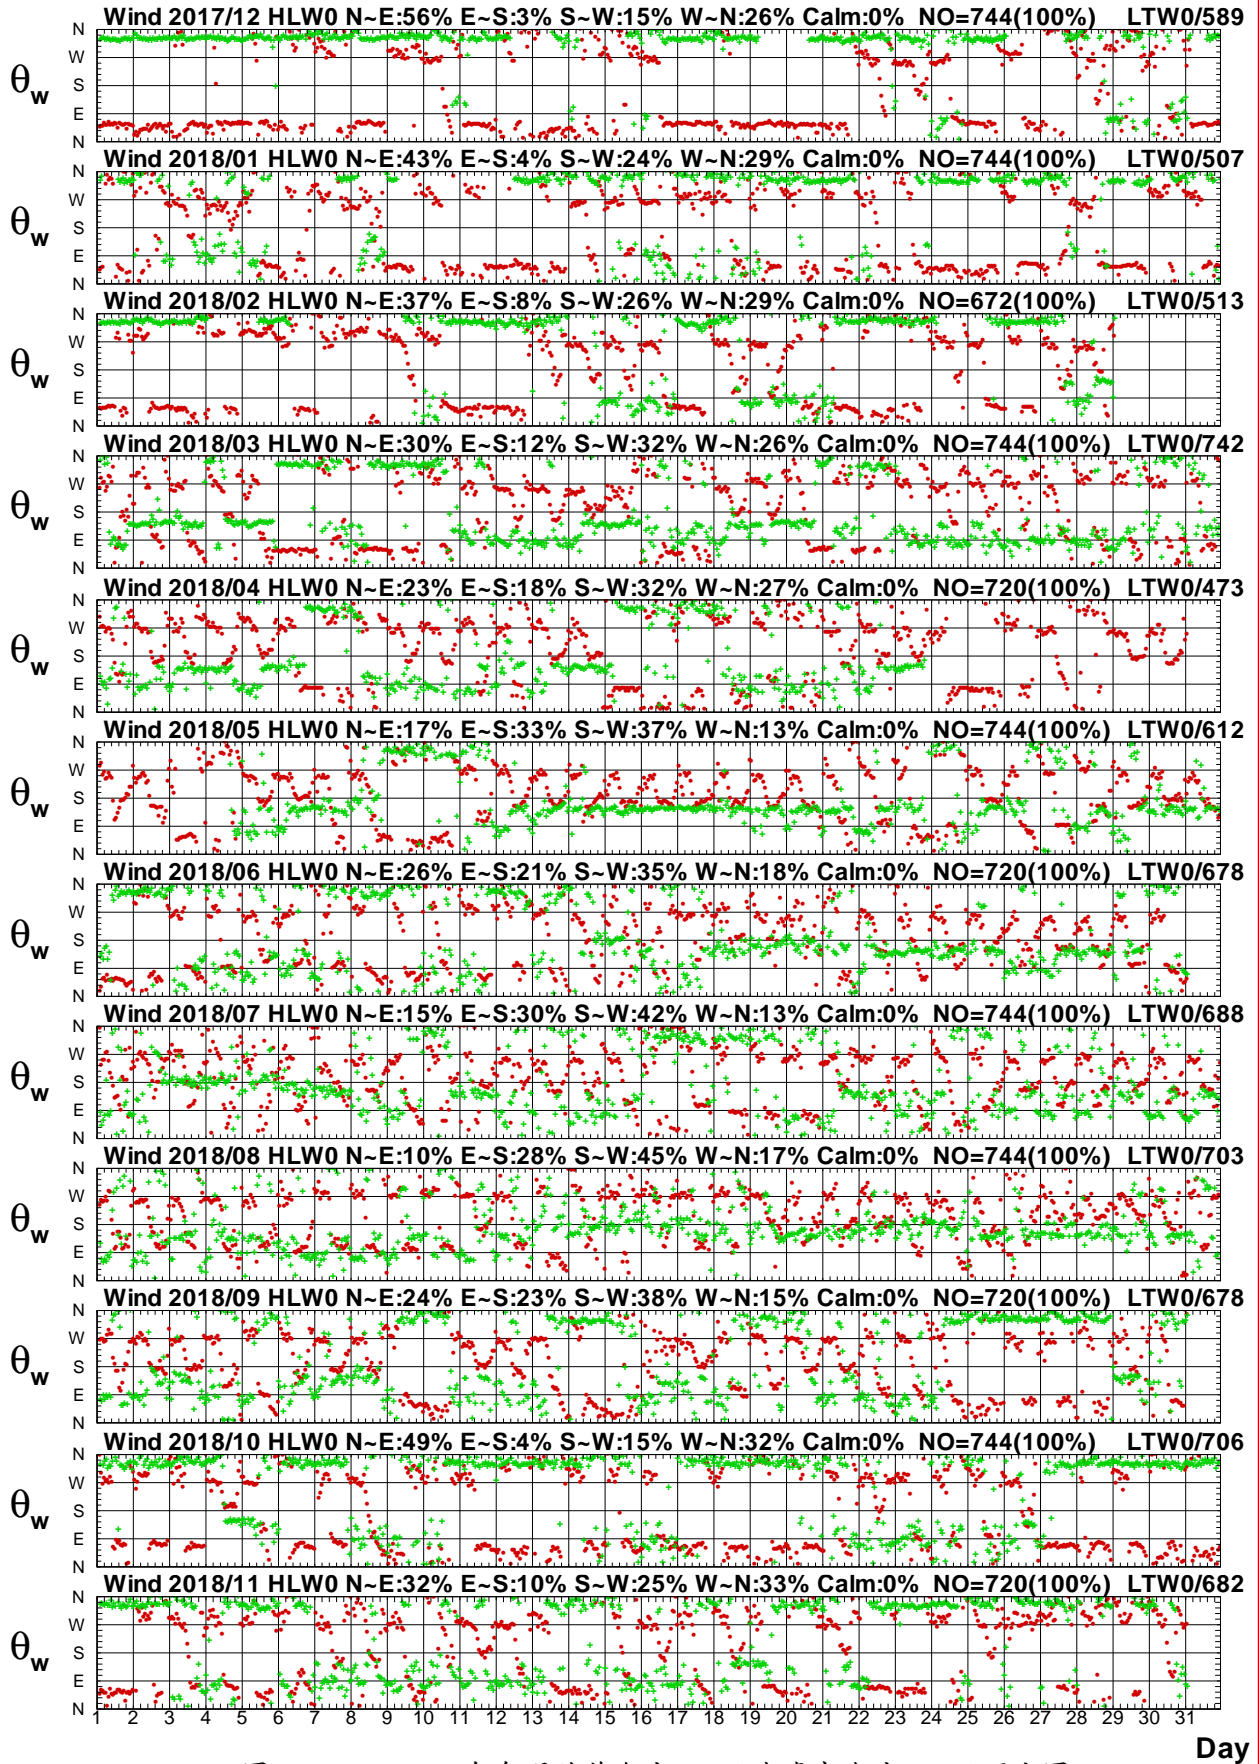 Wind 2017/12 HLW0 N~E:56% E~S:3% S~W:15% W~N:26% Calm:0% NO=744(100%) LTW0/589
N
W
S
E
N
θw
Wind 2018/01 HLW0 N~E:43% E~S:4% S~W:24% W~N:29% Calm:0% NO=744(100%) LTW0/507
N
W
S
E
N
θw
Wind 2018/02 HLW0 N~E:37% E~S:8% S~W:26% W~N:29% Calm:0% NO=672(100%) LTW0/513
N
W
S
E
N
θw
Wind 2018/03 HLW0 N~E:30% E~S:12% S~W:32% W~N:26% Calm:0% NO=744(100%) LTW0/742
N
W
S
E
N
θw
Wind 2018/04 HLW0 N~E:23% E~S:18% S~W:32% W~N:27% Calm:0% NO=720(100%) LTW0/473
N
W
S
E
N
θw
Wind 2018/05 HLW0 N~E:17% E~S:33% S~W:37% W~N:13% Calm:0% NO=744(100%) LTW0/612
N
W
S
E
N
θw
Wind 2018/06 HLW0 N~E:26% E~S:21% S~W:35% W~N:18% Calm:0% NO=720(100%) LTW0/678
N
W
S
E
N
θw
Wind 2018/07 HLW0 N~E:15% E~S:30% S~W:42% W~N:13% Calm:0% NO=744(100%) LTW0/688
N
W
S
E
N
θw
Wind 2018/08 HLW0 N~E:10% E~S:28% S~W:45% W~N:17% Calm:0% NO=744(100%) LTW0/703
N
W
S
E
N
θw
Wind 2018/09 HLW0 N~E:24% E~S:23% S~W:38% W~N:15% Calm:0% NO=720(100%) LTW0/678
N
W
S
E
N
θw
Wind 2018/10 HLW0 N~E:49% E~S:4% S~W:15% W~N:32% Calm:0% NO=744(100%) LTW0/706
N
W
S
E
N
θw
Wind 2018/11 HLW0 N~E:32% E~S:10% S~W:25% W~N:33% Calm:0% NO=720(100%) LTW0/682
N
W
S
E
N
θw
1 2 3 4 5 6 7 8 9 10 11 12 13 14 15 16 17 18 19 20 21 22 23 24 25 26 27 28 29 30 31
Day